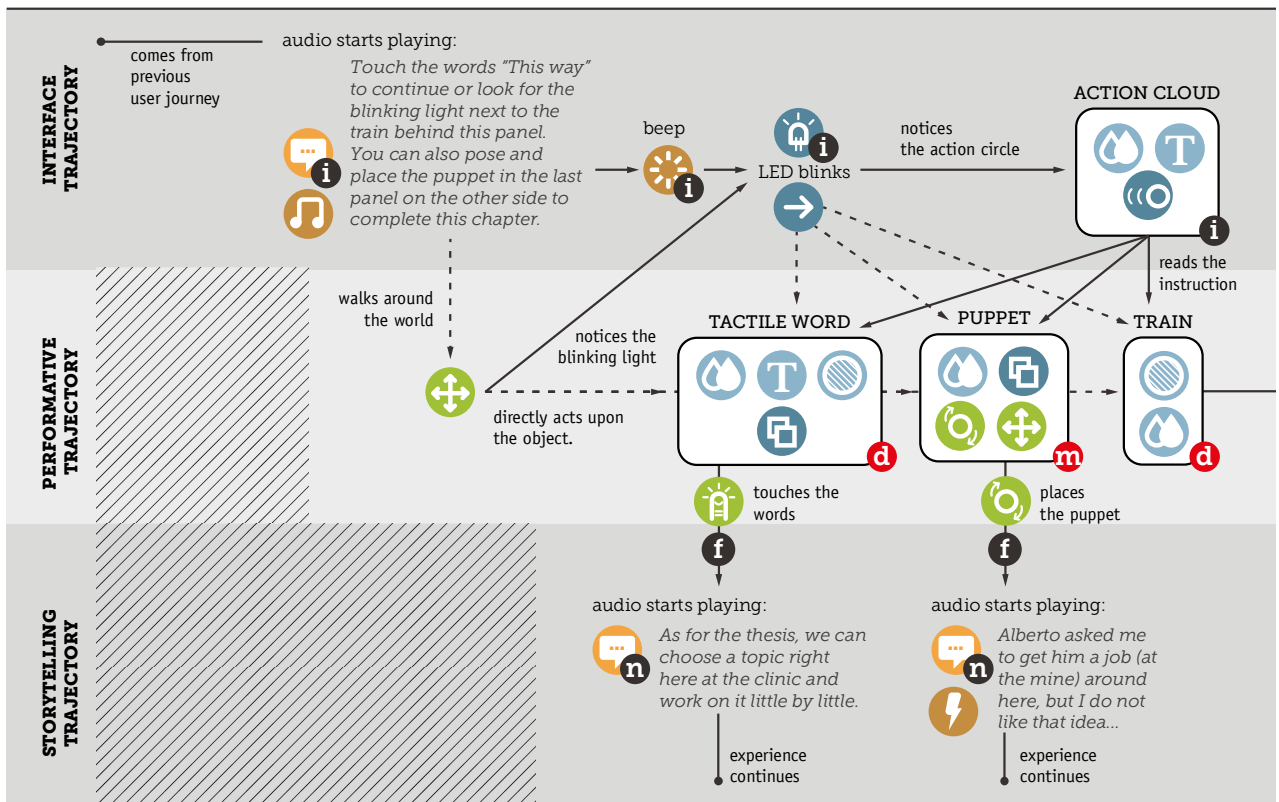 INTERFACE
TRAJECTORY
comes from
previous
user journey
audio starts playing:
Touch the words "This way"
to continue or look for the
blinking light next to the
train behind this panel.
You can also pose and
place the puppet in the last
panel on the other side to
complete this chapter.
i
beep
i
i
LED blinks
notices
the action circle
ACTION CLOUD
T
i
reads the
instruction
PERFORMATIVE
TRAJECTORY
walks around
the world
notices the
blinking light
directly acts upon
the object.
TACTILE WORD
T
d
PUPPET
m
TRAIN
d
touches the
words
places
the puppet
f
f
STORYTELLING
TRAJECTORY
audio starts playing:
n
As for the thesis, we can
choose a topic right
here at the clinic and
work on it little by little.
experience
continues
audio starts playing:
n
Alberto asked me
to get him a job (at
the mine) around
here, but I do not
like that idea...
experience
continues